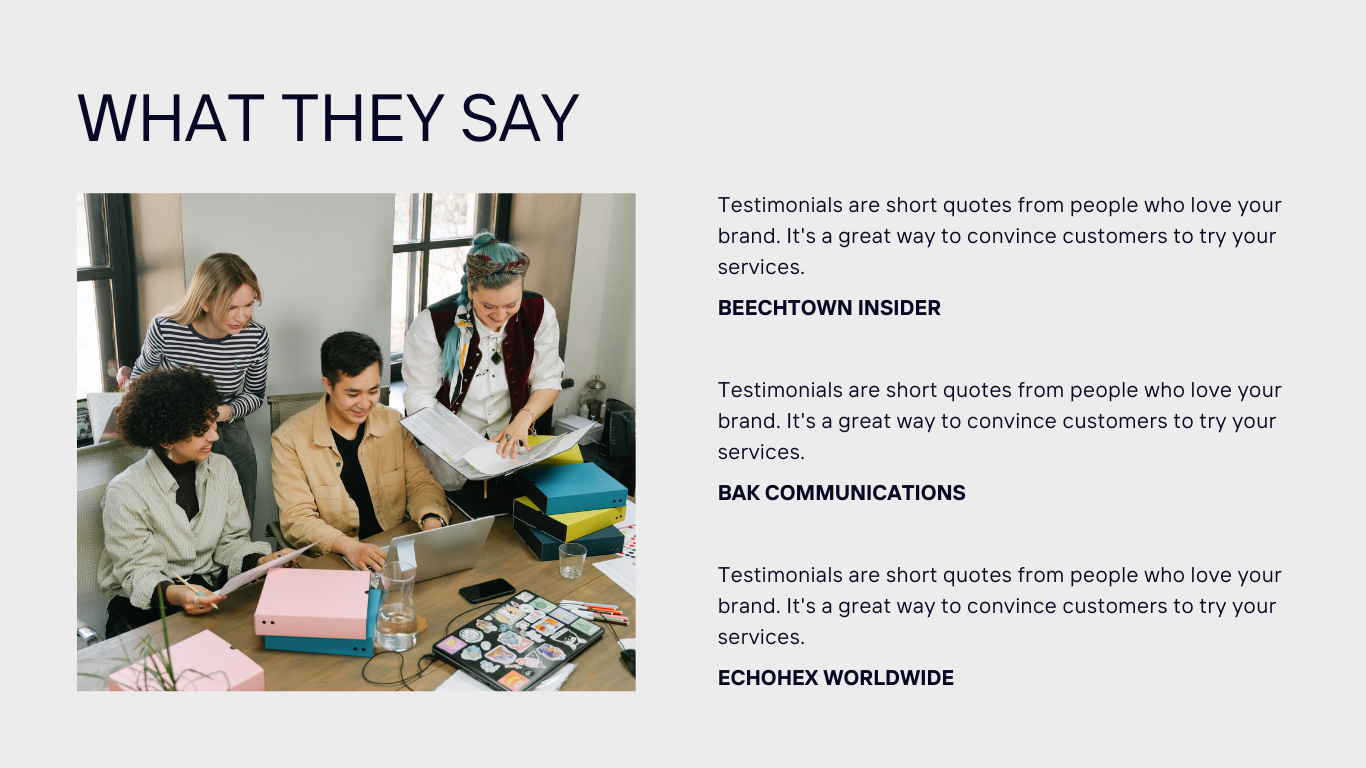 WHAT THEY SAY
Testimonials are short quotes from people who love your
brand. It's a great way to convince customers to try your
services.
BEECHTOWN INSIDER
Testimonials are short quotes from people who love your
brand. It's a great way to convince customers to try your
services.
BAK COMMUNICATIONS
Testimonials are short quotes from people who love your
brand. It's a great way to convince customers to try your
services.
ECHOHEX WORLDWIDE